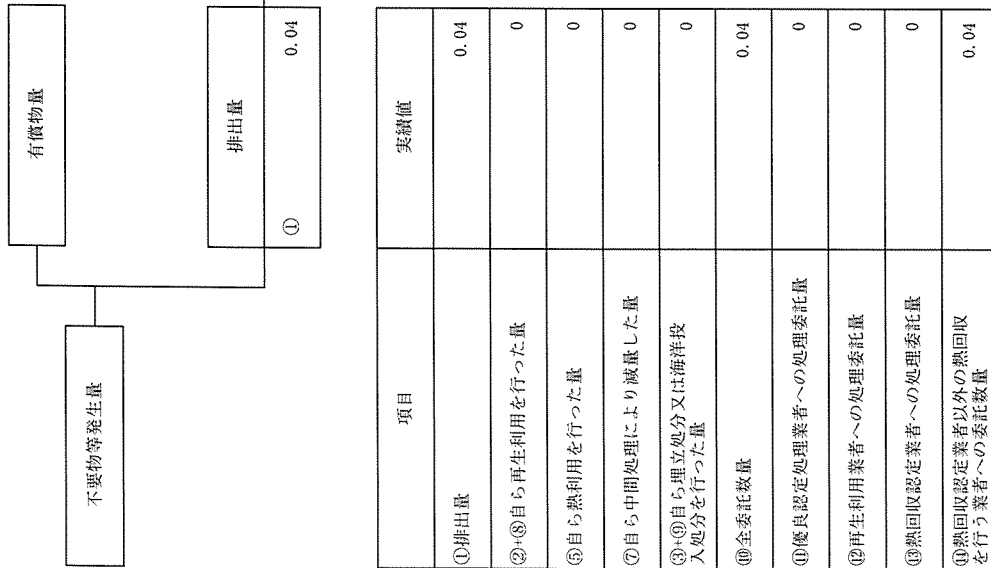 不要物等発生量
有償物量
排出量
① 0.04
項目 実績値
①排出量 0.04
②+⑧自ら再生利用を行った量 0
⑤自ら熱利用を行った量 0
⑦自ら中間処理により減量した量 0
③+⑨自ら埋立処分又は海洋投
入処分を行った量 0
⑩全委託数量 0.04
⑪優良認定処理業者への処理委託量 0
⑫再生利用業者への処理委託量 0
⑬熱回収認定業者への処理委託量 0
⑭熱回収認定業者以外の熱回収
を行う業者への委託数量 0.04